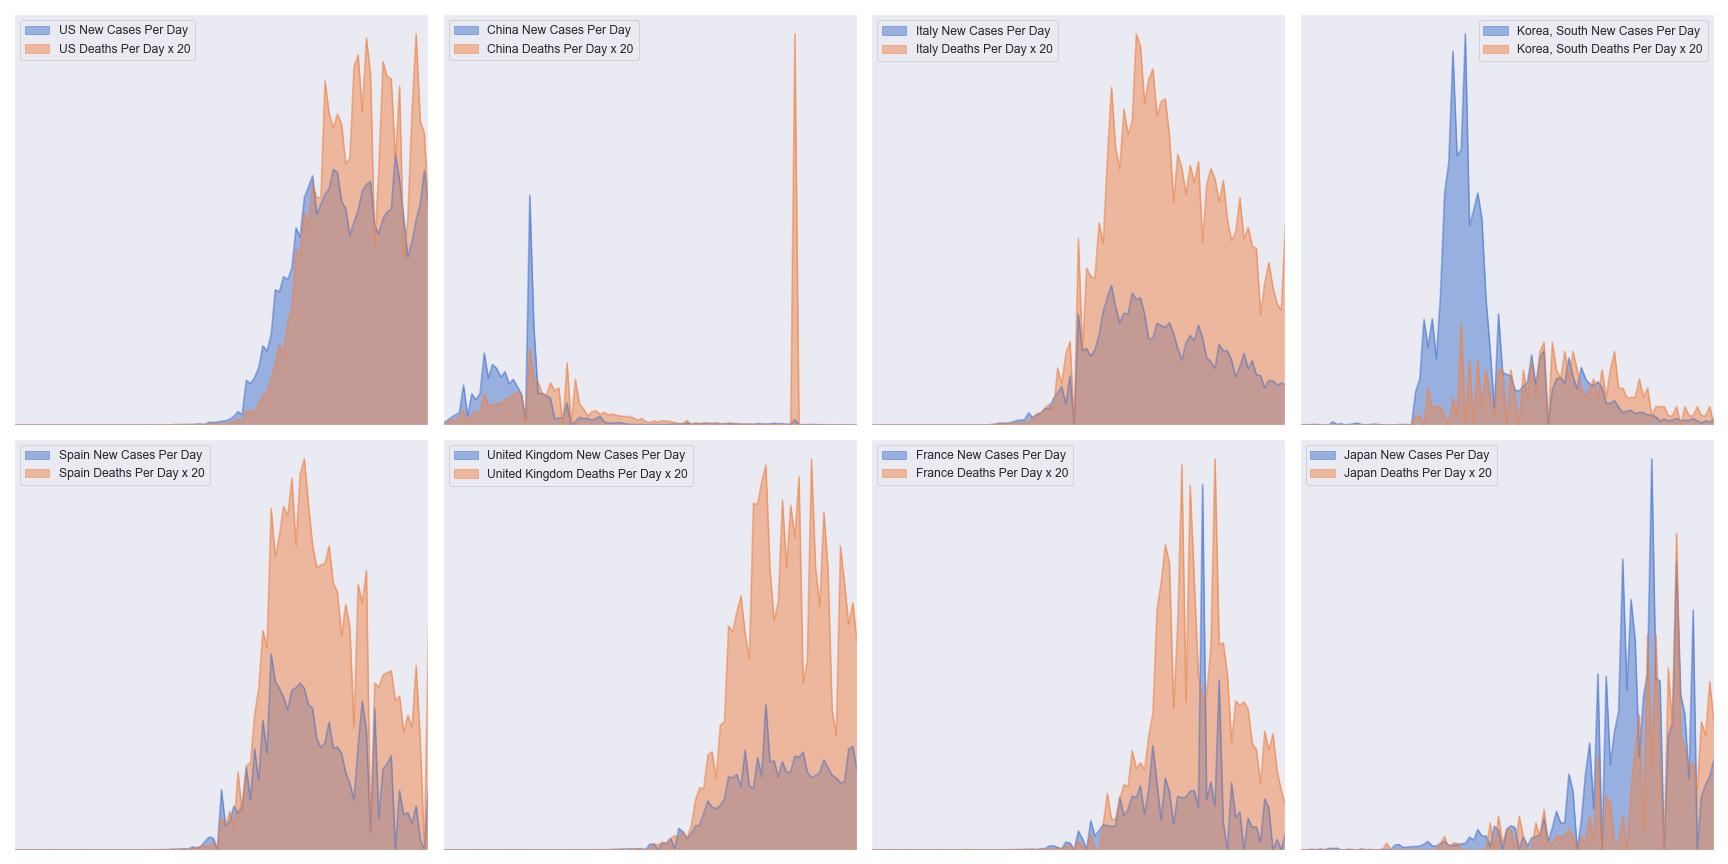 US New Cases Per Day
US Deaths Per Day x 20
China New Cases Per Day
China Deaths Per Day x 20
Italy New Cases Per Day
Italy Deaths Per Day x 20
Korea, South New Cases Per Day
Korea, South Deaths Per Day x 20
Spain New Cases Per Day
Spain Deaths Per Day x 20
United Kingdom New Cases Per Day
United Kingdom Deaths Per Day x 20
France New Cases Per Day
France Deaths Per Day x 20
Japan New Cases Per Day
Japan Deaths Per Day x 20